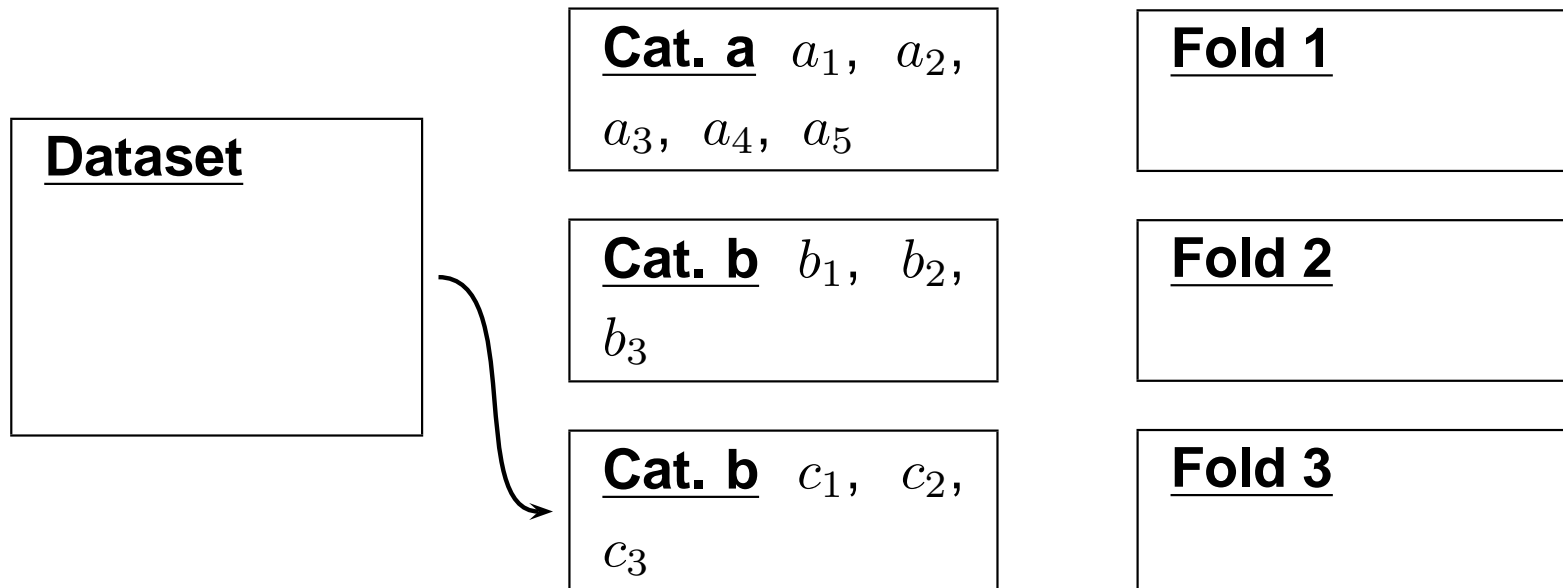 Dataset
Cat. a a₁, a₂,
a₃, a₄, a₅
Cat. b b₁, b₂,
b₃
Cat. b c₁, c₂,
c₃
Fold 1
Fold 2
Fold 3